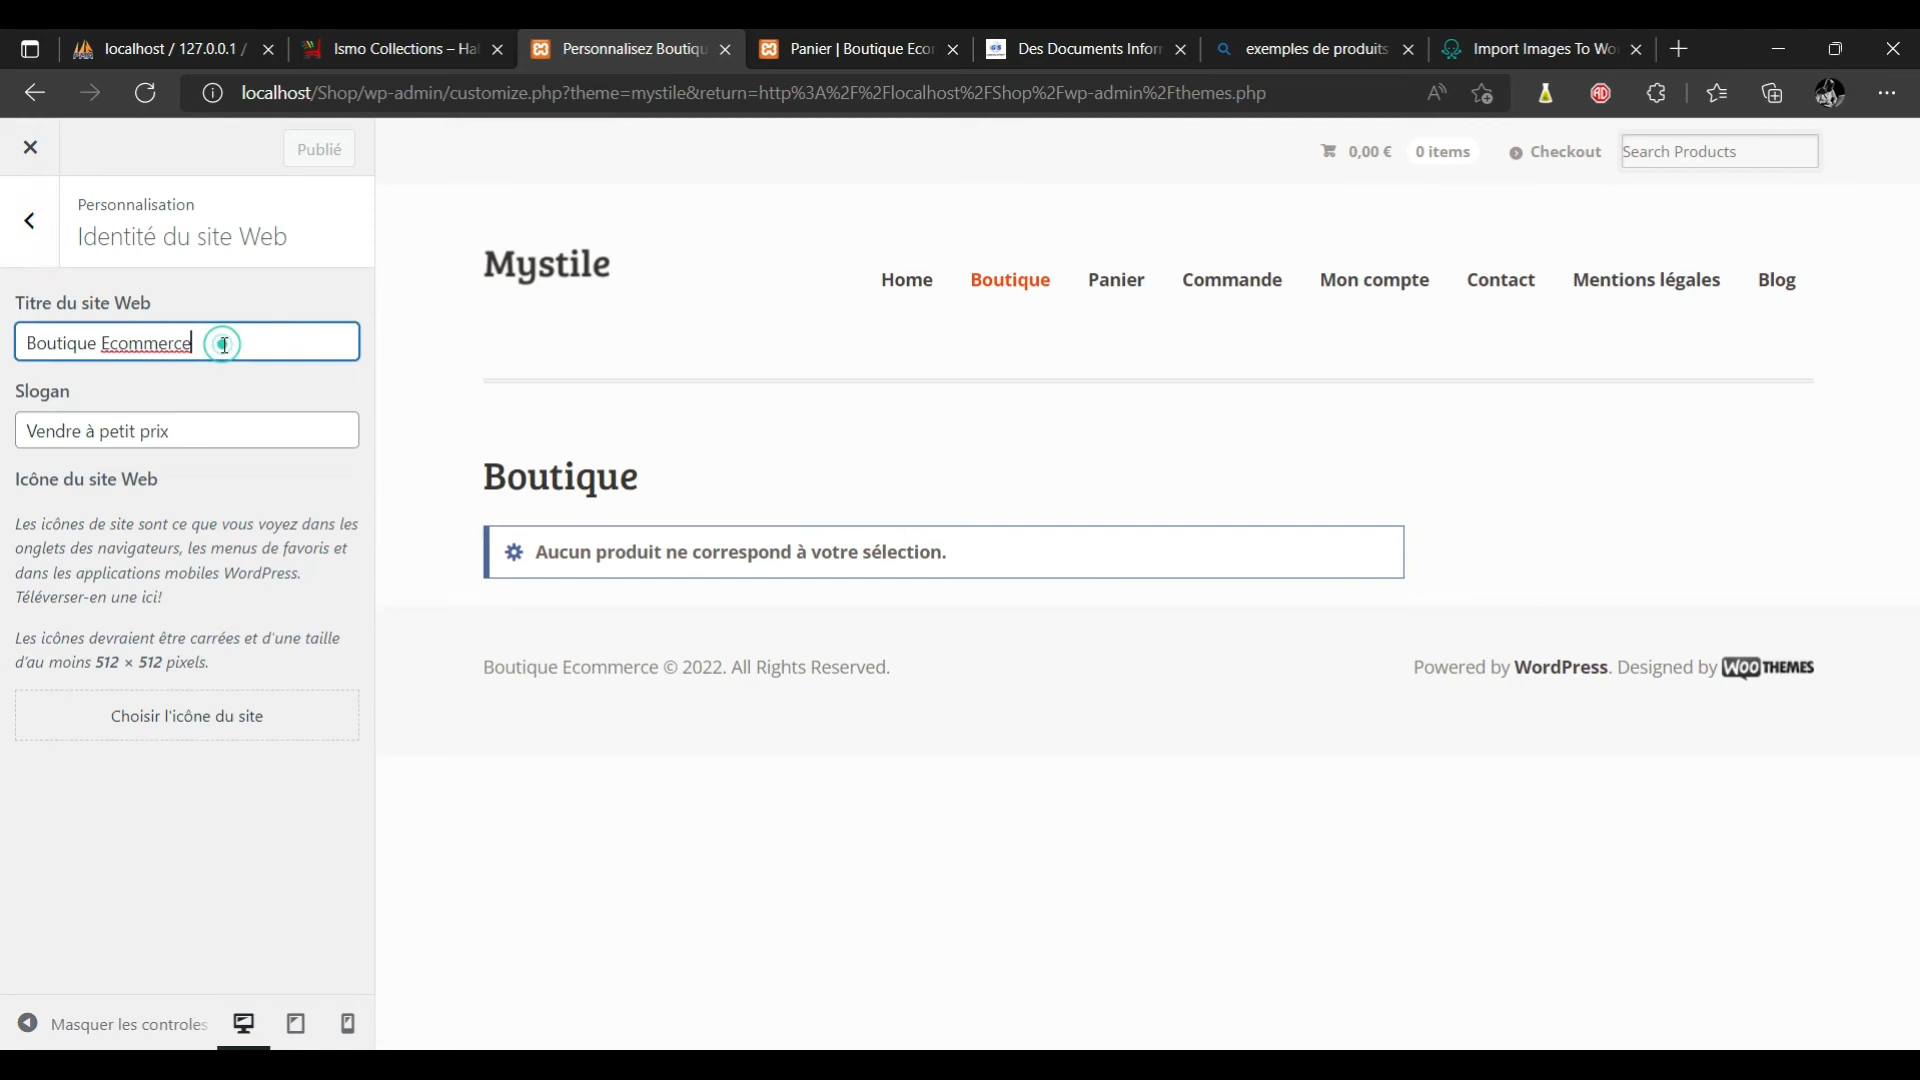 localhost / 127.0.0.1 /
Ismo Collections – Ha
Personnalisez Boutiqu
Panier | Boutique Ecor
Des Documents Infor
exemples de produits
Import Images To Wo
localhost/Shop/wp-admin/customize.php?theme=mystile&return=http%3A%2F%2Flocalhost%2FShop%2Fwp-admin%2Fthemes.php
Publié
0,00 € 0 items Checkout Search Products
Personnalisation
Identité du site Web
Mystile
Home Boutique Panier Commande Mon compte Contact Mentions légales Blog
Titre du site Web
Boutique Ecommerce
Slogan
Vendre à petit prix
Icône du site Web
Les icônes de site sont ce que vous voyez dans les
onglets des navigateurs, les menus de favoris et
dans les applications mobiles WordPress.
Téléverser-en une ici!
Les icônes devraient être carrées et d'une taille
d'au moins 512 × 512 pixels.
Choisir l'icône du site
Boutique
Aucun produit ne correspond à votre sélection.
Boutique Ecommerce © 2022. All Rights Reserved.
Powered by WordPress. Designed by WOOTHEMES
Masquer les controles